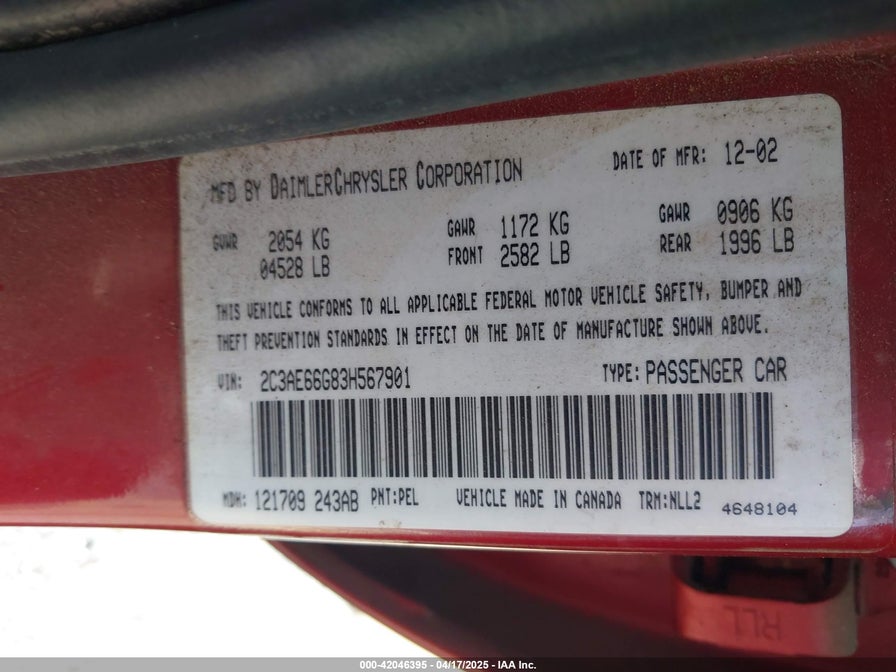 MFD BY DAIMLERCHRYSLER CORPORATION DATE OF MFR: 12-02
GVWR 2054 KG GAWR 1172 KG GAWR 0906 KG
04528 LB FRONT 2582 LB REAR 1996 LB
THIS VEHICLE CONFORMS TO ALL APPLICABLE FEDERAL MOTOR VEHICLE SAFETY, BUMPER AND
THEFT PREVENTION STANDARDS IN EFFECT ON THE DATE OF MANUFACTURE SHOWN ABOVE.
VIN: 2C3AE66G83H567901 TYPE: PASSENGER CAR
MDH: 121709 243AB PNT:PEL VEHICLE MADE IN CANADA TRM:NLL2 4648104
RLL
000-42046395 - 04/17/2025 - IAA Inc.